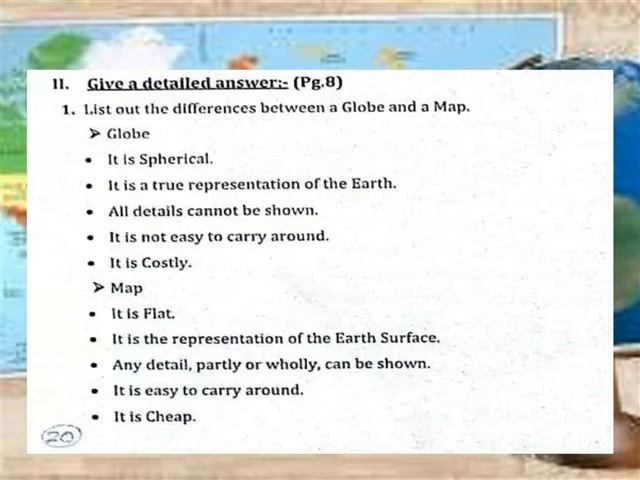 II. Give a detailed answer:- (Pg.8)
1. List out the differences between a Globe and a Map.
➢ Globe
• It is Spherical.
• It is a true representation of the Earth.
• All details cannot be shown.
• It is not easy to carry around.
• It is Costly.
➢ Map
• It is Flat.
• It is the representation of the Earth Surface.
• Any detail, partly or wholly, can be shown.
• It is easy to carry around.
• It is Cheap.
20